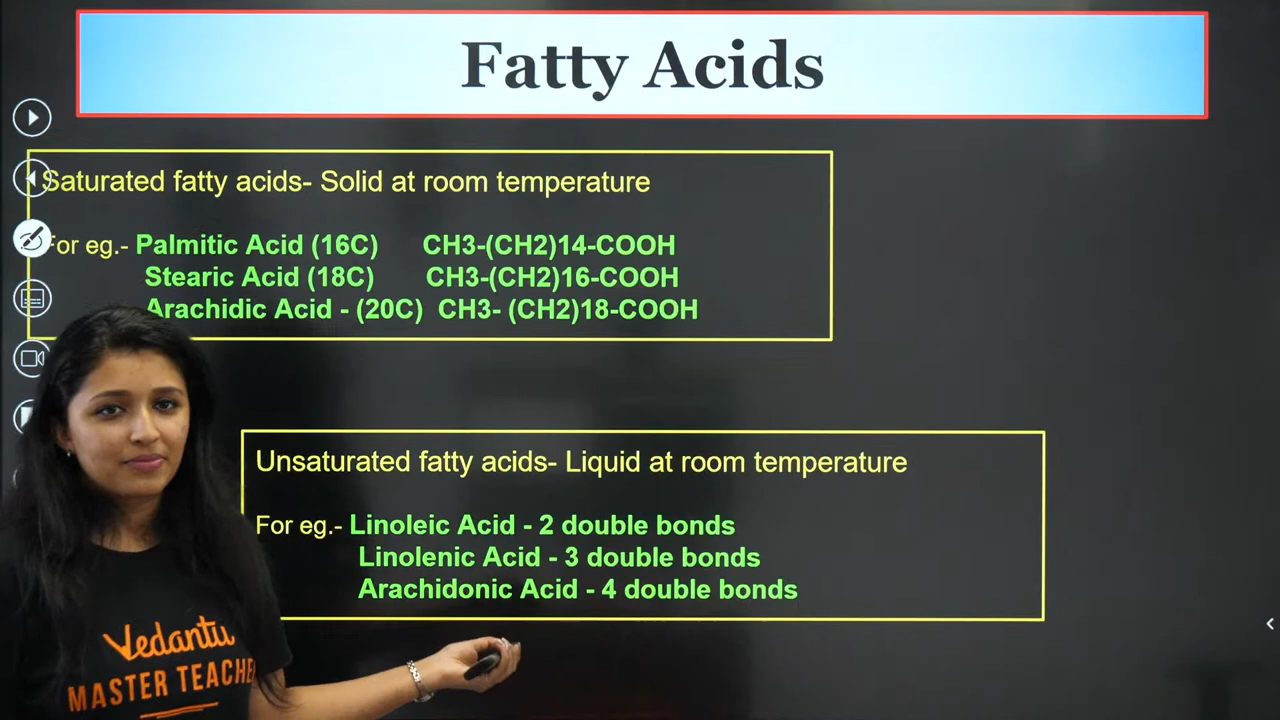 Fatty Acids
Saturated fatty acids- Solid at room temperature
For eg.- Palmitic Acid (16C) CH3-(CH2)14-COOH
Stearic Acid (18C) CH3-(CH2)16-COOH
Arachidic Acid - (20C) CH3- (CH2)18-COOH
Unsaturated fatty acids- Liquid at room temperature
For eg.- Linoleic Acid - 2 double bonds
Linolenic Acid - 3 double bonds
Arachidonic Acid - 4 double bonds
Vedantu
MASTER TEACHE